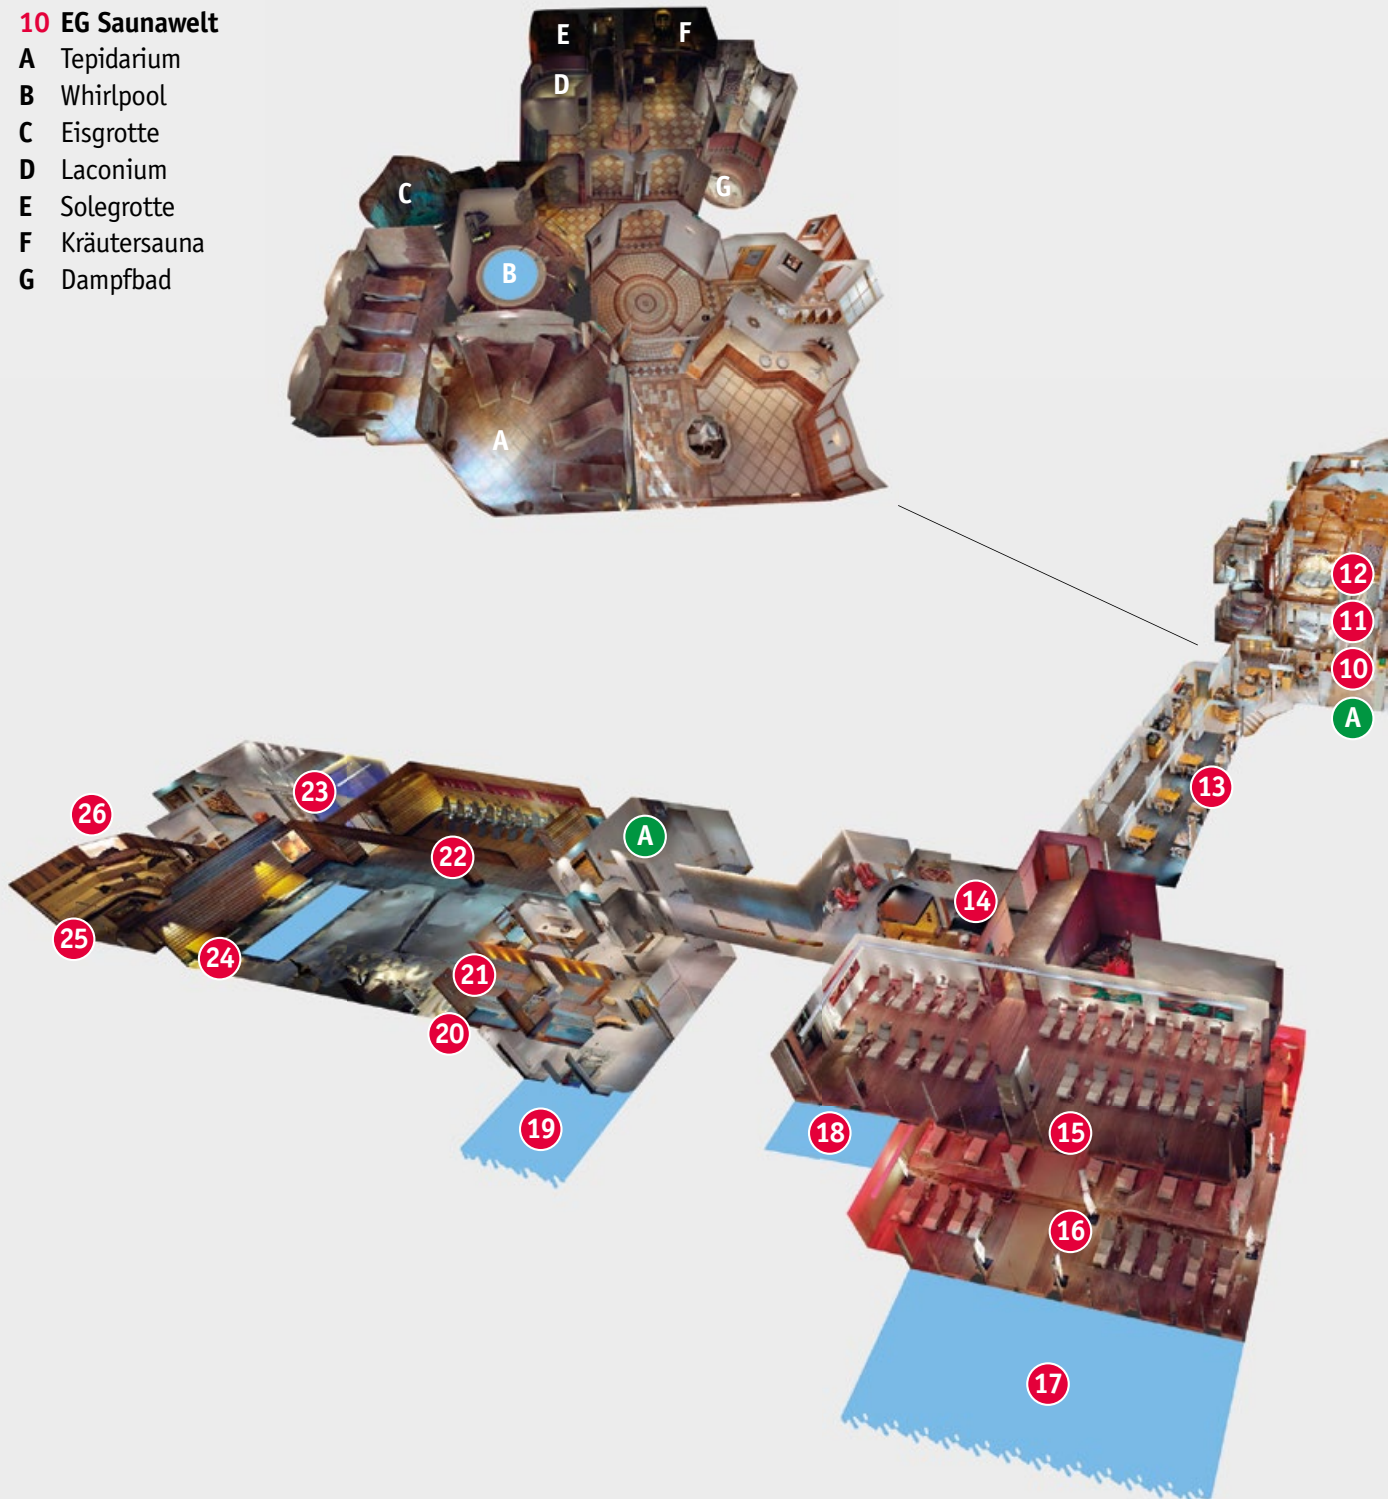 10 EG Saunawelt
A Tepidarium
B Whirlpool
C Eisgrotte
D Laconium
E Solegrotte
F Kräutersauna
G Dampfbad
E
F
D
G
C
B
A
12
11
10
A
13
23
26
A
22
14
25
24
21
20
19
18
15
16
17